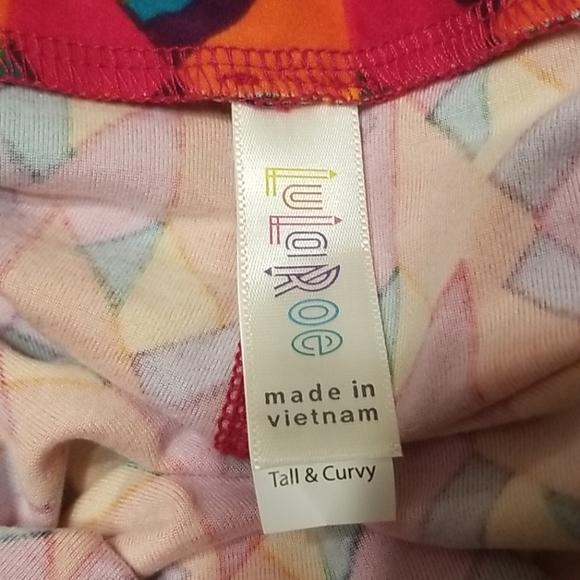 LuLaRoe
made in
vietnam
Tall & Curvy